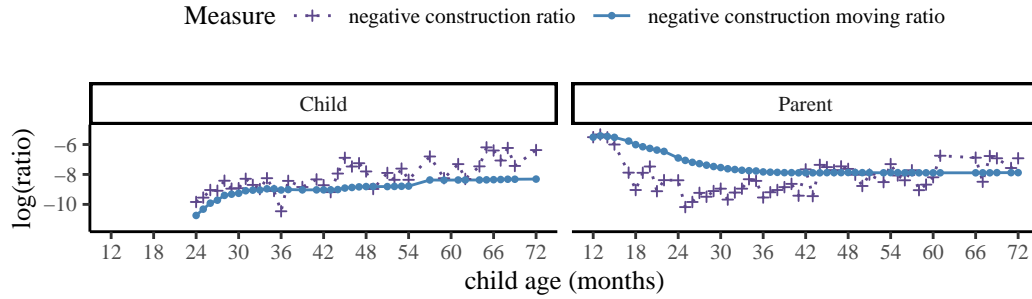 Measure negative construction ratio negative construction moving ratio
Child Parent
log(ratio)
−6
−8
−10
12 18 24 30 36 42 48 54 60 66 72 12 18 24 30 36 42 48 54 60 66 72
child age (months)